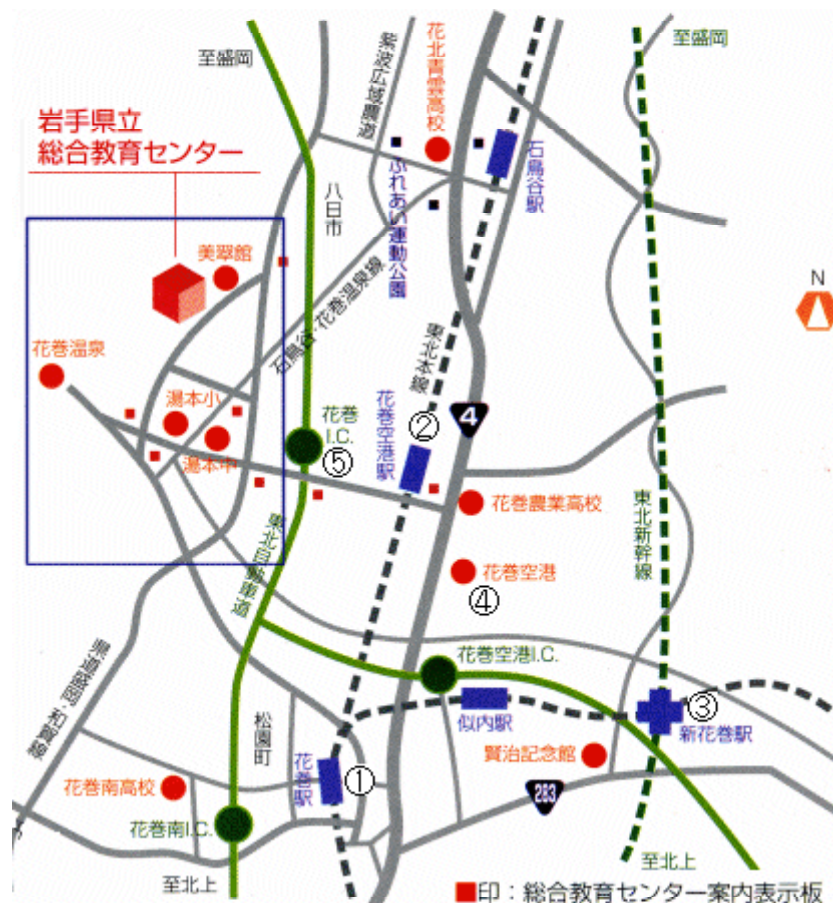 至盛岡
至盛岡
紫波広域農道
花北青雲高校
岩手県立
総合教育センター
石鳥谷駅
八日市
ふれあい運動公園
美翠館
N
石鳥谷・花巻温泉線
花巻温泉
東北本線
湯本小
花巻
I.C.
⑤
花巻空港駅
②
4
湯本中
花巻農業高校
東北新幹線
東北自動車道
花巻空港
④
花巻空港I.C.
県道盛岡・和賀線
松園町
似内駅
③
新花巻駅
賢治記念館
花巻駅
①
花巻南高校
283
花巻南I.C.
至北上
至北上
■印：総合教育センター案内表示板